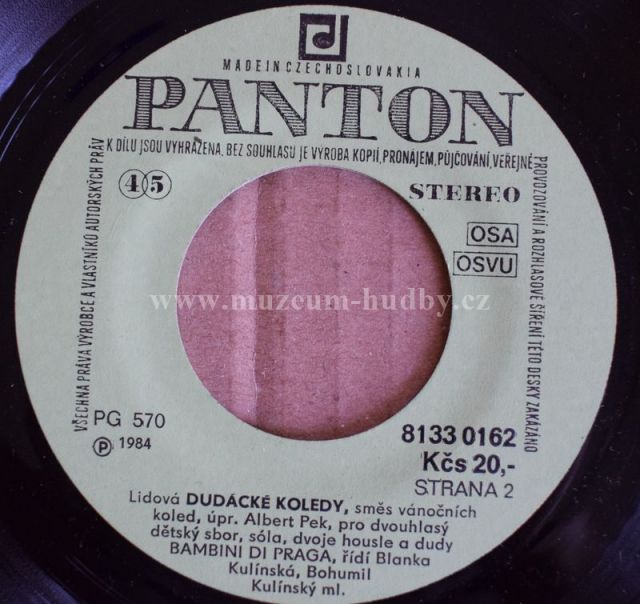 MADE IN CZECHOSLOVAKIA
PANTON
VŠECHNA PRÁVA VÝROBCE A VLASTNÍKŮ AUTORSKÝCH PRÁV
K DÍLU JSOU VYHRAZENA. BEZ SOUHLASU JE VÝROBA KOPIÍ, PRONÁJEM, PŮJČOVÁNÍ, VEŘEJNÉ
PROVOZOVÁNÍ A ROZHLASOVÉ ŠÍŘENÍ TÉTO DESKY ZAKÁZÁNO
45
STEREO
OSA
OSVU
www.muzeum-hudby.cz
PG 570
Ⓟ 1984
8133 0162
Kčs 20,-
STRANA 2
Lidová DUDÁCKÉ KOLEDY, směs vánočních
koled, úpr. Albert Pek, pro dvouhlasý
dětský sbor, sóla, dvoje housle a dudy
BAMBINI DI PRAGA, řídí Blanka
Kulínská, Bohumil
Kulínský ml.